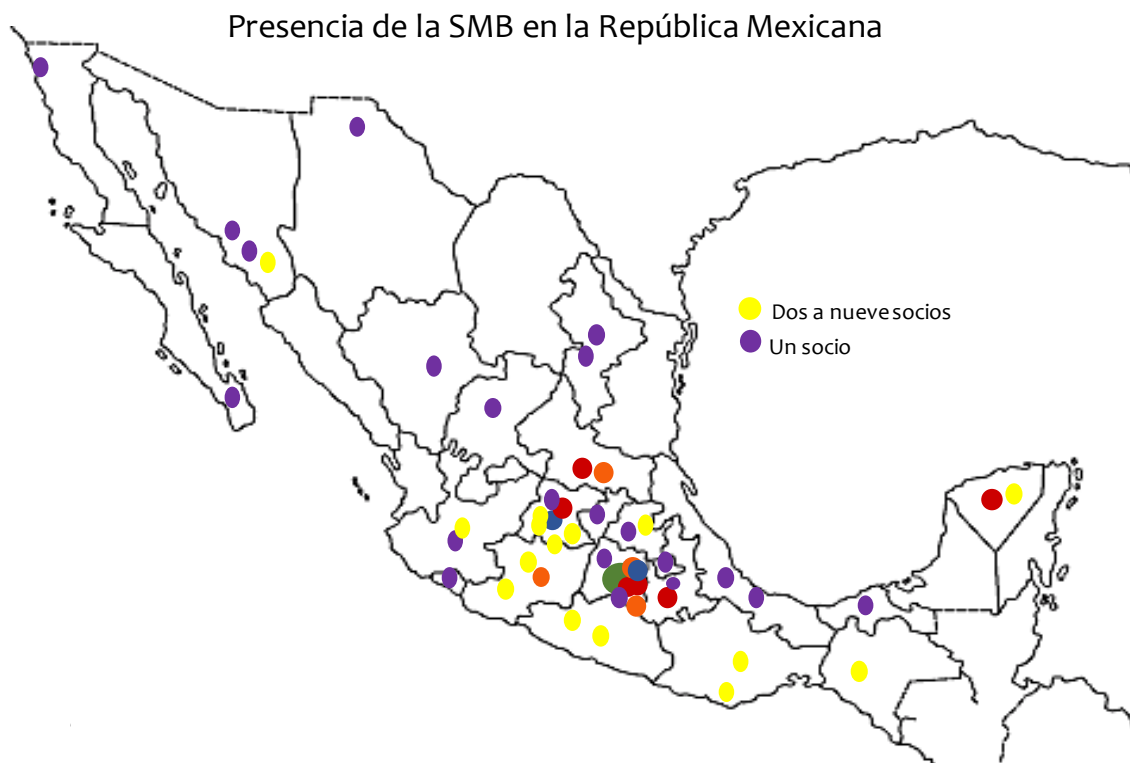 Presencia de la SMB en la República Mexicana
Dos a nueve socios
Un socio